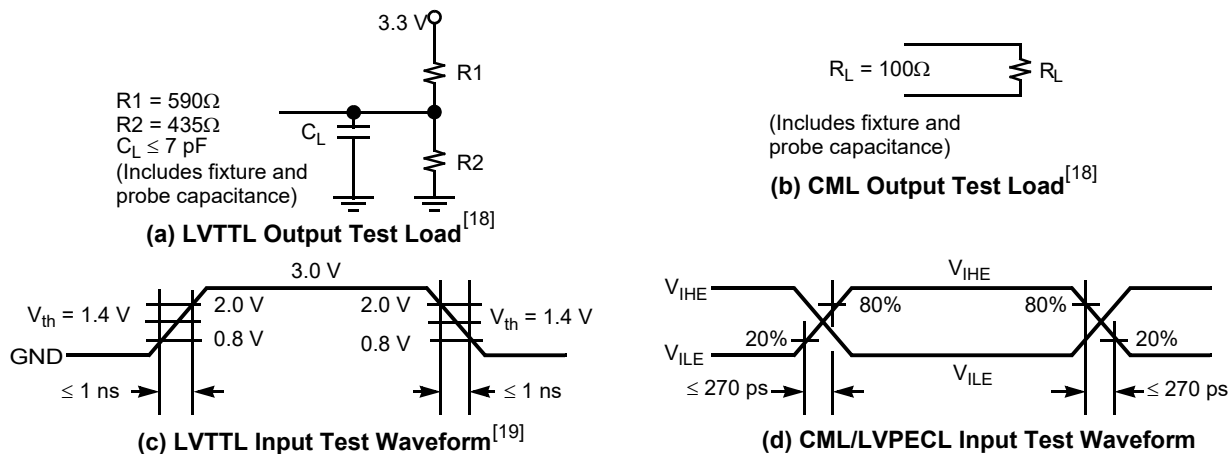 3.3 V
R1
R1 = 590Ω
R2 = 435Ω
C_L ≤ 7 pF
(Includes fixture and
probe capacitance)
C_L
R2
(a) LVTTL Output Test Load[18]
R_L = 100Ω
R_L
(Includes fixture and
probe capacitance)
(b) CML Output Test Load[18]
3.0 V
V_th = 1.4 V
2.0 V
0.8 V
2.0 V
0.8 V
V_th = 1.4 V
GND
≤ 1 ns
≤ 1 ns
(c) LVTTL Input Test Waveform[19]
V_IHE
V_IHE
80%
80%
20%
20%
V_ILE
V_ILE
≤ 270 ps
≤ 270 ps
(d) CML/LVPECL Input Test Waveform